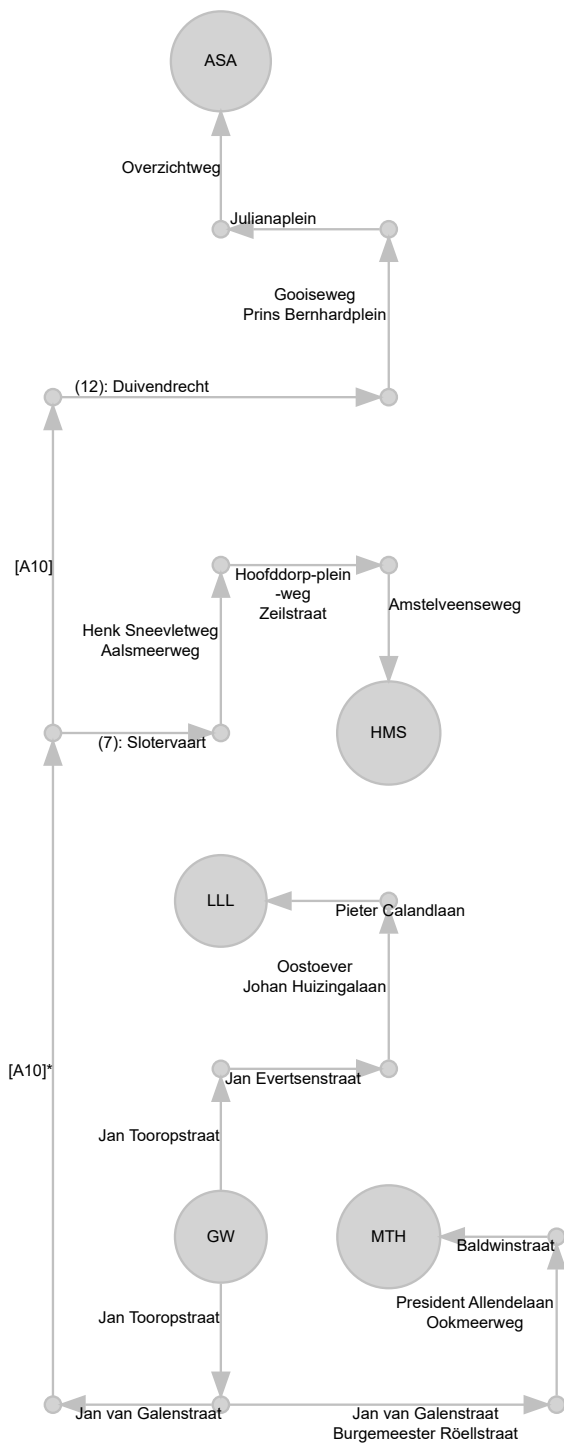 ASA
Overzichtweg
Julianaplein
Gooiseweg
Prins Bernhardplein
(12): Duivendrecht
[A10]
Hoofddorp-plein
-weg
Zeilstraat
Amstelveenseweg
Henk Sneevletweg
Aalsmeerweg
(7): Slotervaart
HMS
LLL
Pieter Calandlaan
Oostoever
Johan Huizingalaan
[A10]*
Jan Evertsenstraat
Jan Tooropstraat
GW
MTH
Baldwinstraat
Jan Tooropstraat
President Allendelaan
Ookmeerweg
Jan van Galenstraat
Jan van Galenstraat
Burgemeester Röellstraat